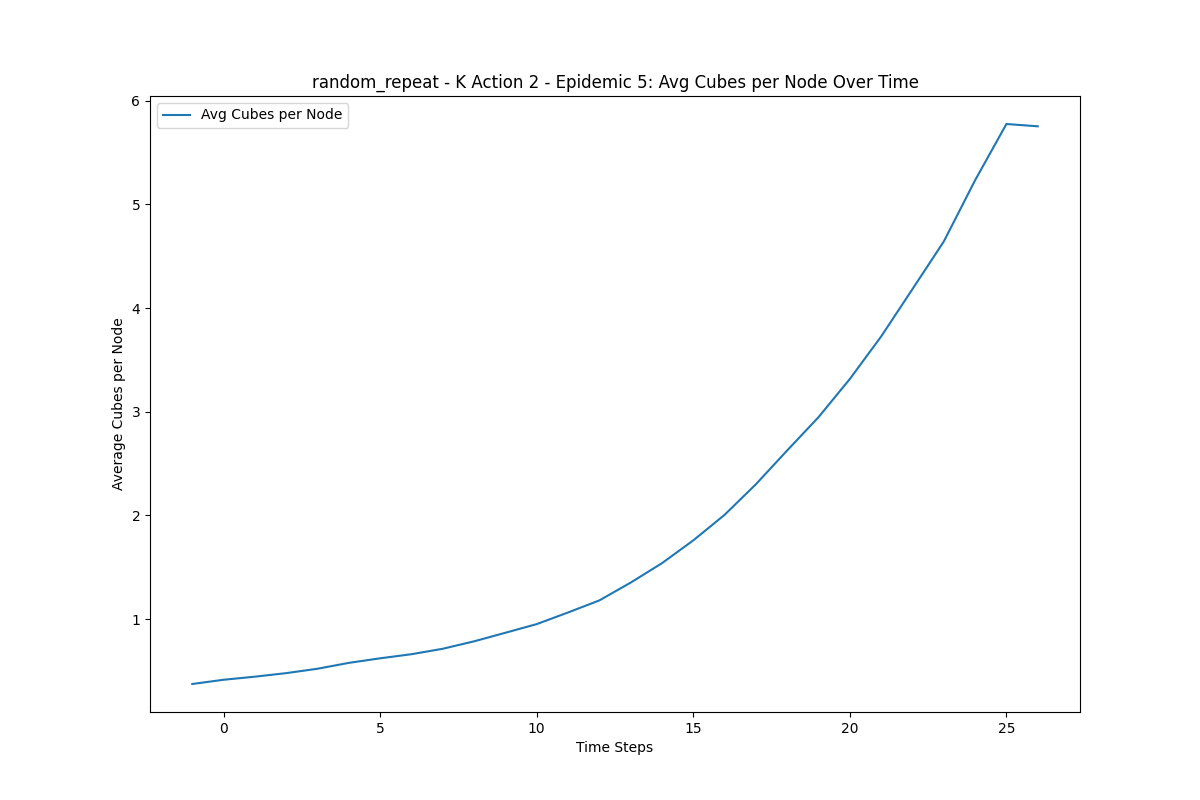 random_repeat - K Action 2 - Epidemic 5: Avg Cubes per Node Over Time
Avg Cubes per Node
Average Cubes per Node
6
5
4
3
2
1
0 5 10 15 20 25
Time Steps